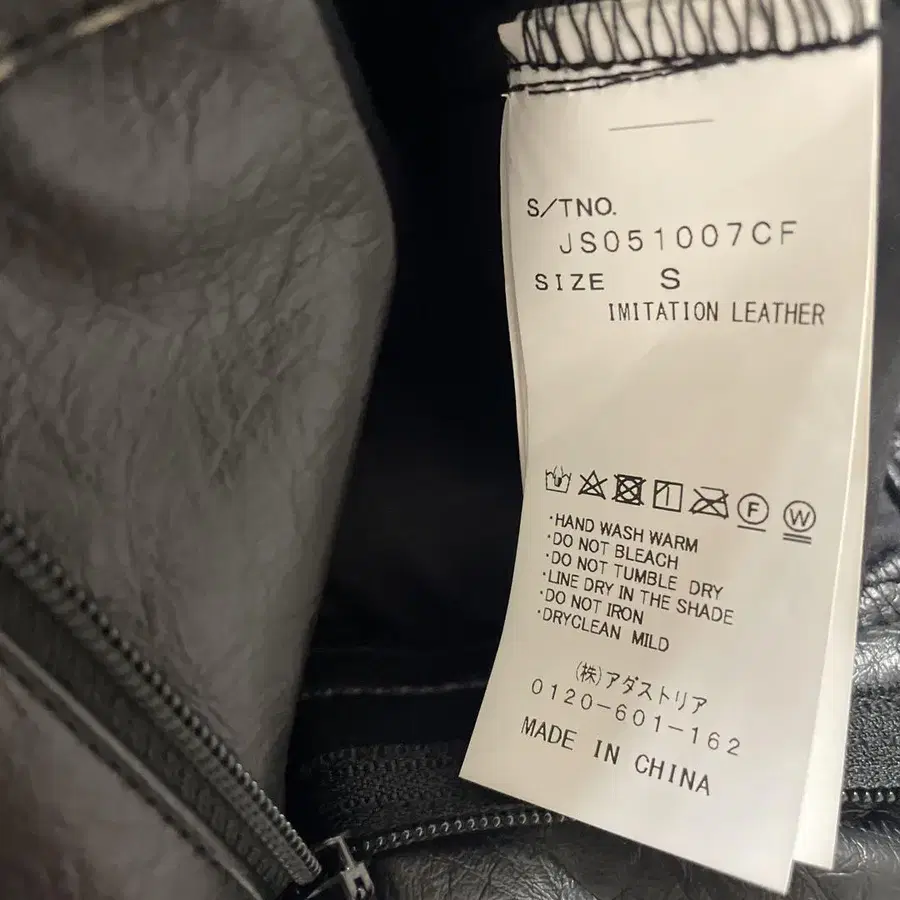 S/TNO.
JS051007CF
SIZE S
IMITATION LEATHER
F W
·HAND WASH WARM
·DO NOT BLEACH
·DO NOT TUMBLE DRY
·LINE DRY IN THE SHADE
·DO NOT IRON
·DRYCLEAN MILD
(株)アダストリア
0120-601-162
MADE IN CHINA